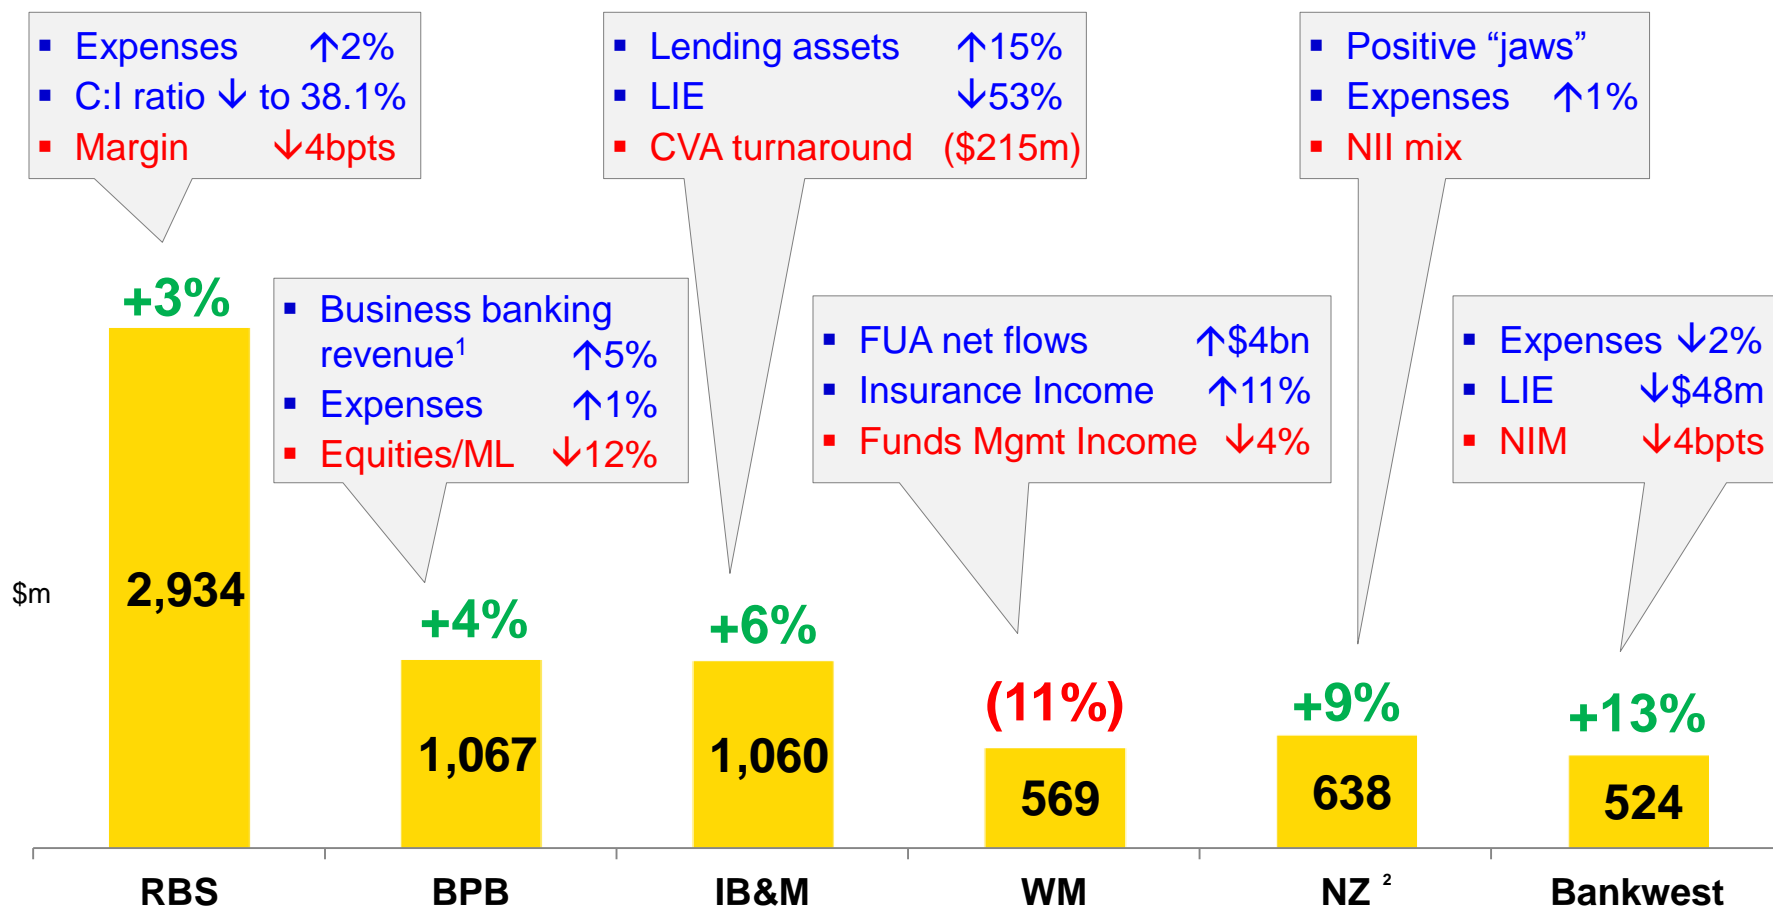 Expenses ↑2%
C:I ratio ↓ to 38.1%
Margin ↓4bpts
Lending assets ↑15%
LIE ↓53%
CVA turnaround ($215m)
Positive “jaws”
Expenses ↑1%
NII mix
+3%
Business banking
revenue1 ↑5%
Expenses ↑1%
Equities/ML ↓12%
FUA net flows ↑$4bn
Insurance Income ↑11%
Funds Mgmt Income ↓4%
Expenses ↓2%
LIE ↓$48m
NIM ↓4bpts
$m
2,934
+4%
+6%
(11%)
+9%
+13%
1,067
1,060
569
638
524
RBS
BPB
IB&M
WM
NZ 2
Bankwest